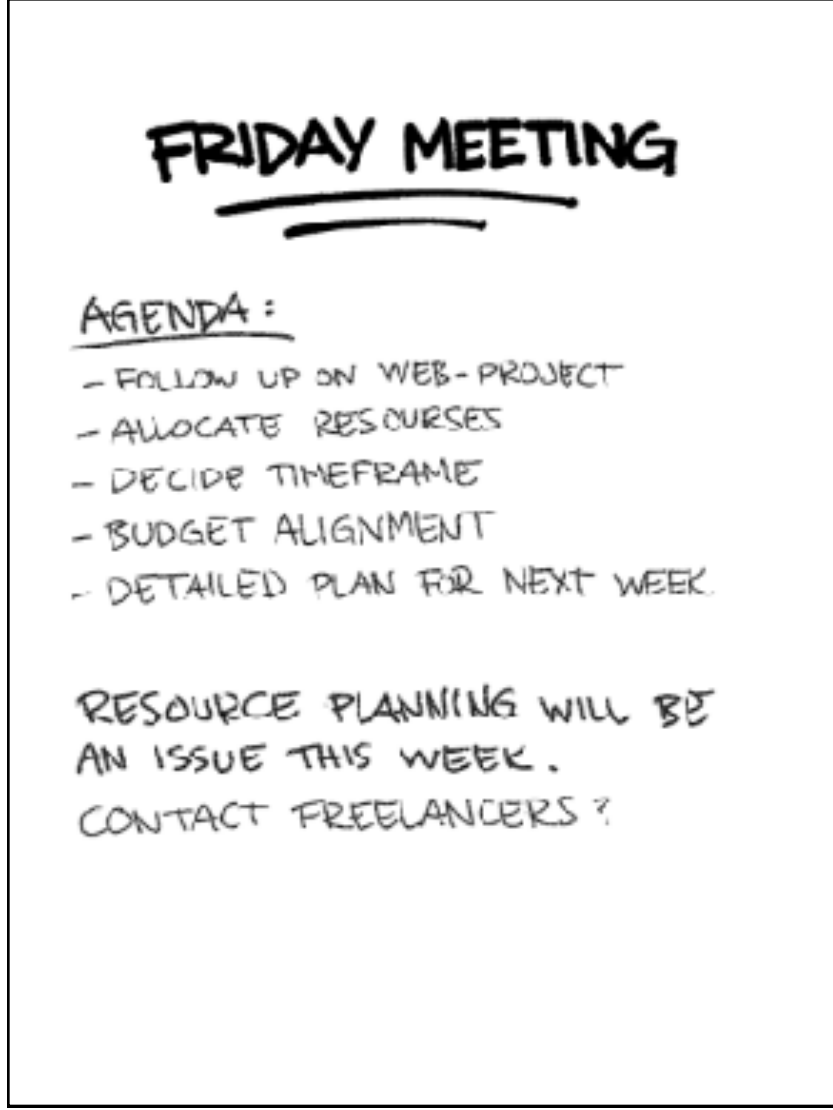 FRIDAY MEETING
AGENDA:
- FOLLOW UP ON WEB-PROJECT
- ALLOCATE RESOURSES
- DECIDE TIMEFRAME
- BUDGET ALIGNMENT
- DETAILED PLAN FOR NEXT WEEK
RESOURCE PLANNING WILL BE
AN ISSUE THIS WEEK.
CONTACT FREELANCERS?